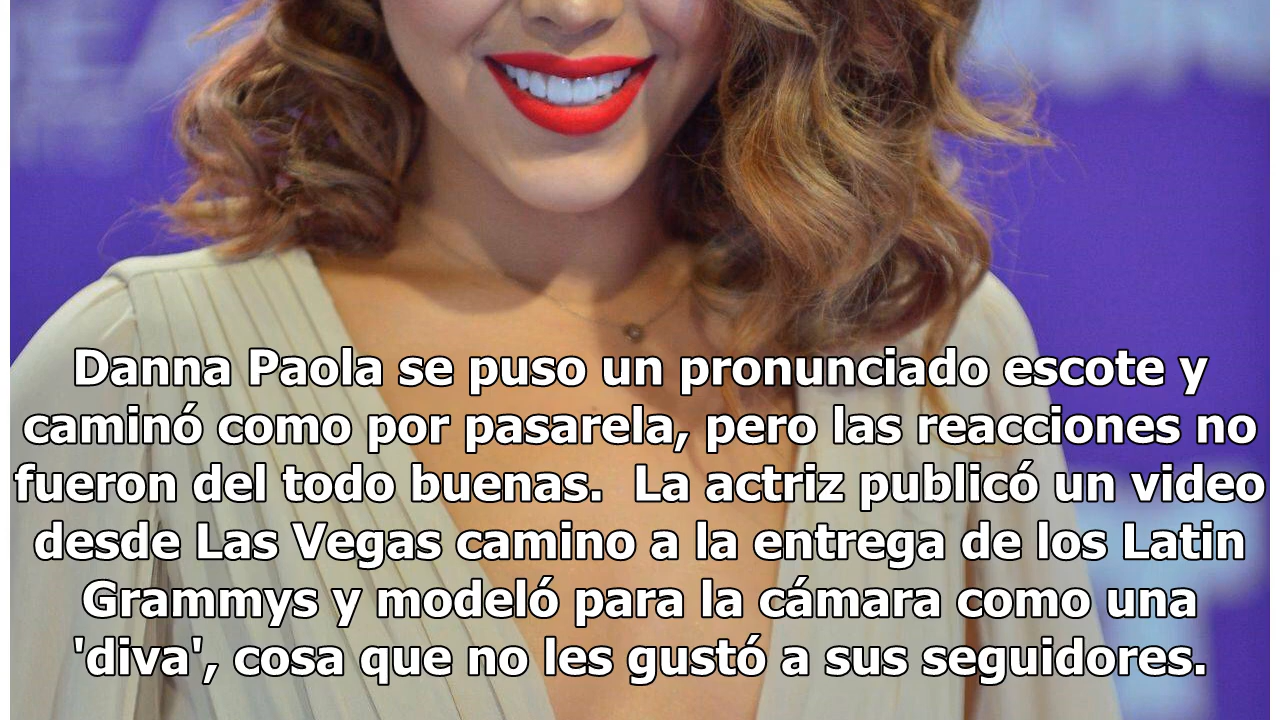 Danna Paola se puso un pronunciado escote y
caminó como por pasarela, pero las reacciones no
fueron del todo buenas.  La actriz publicó un video
desde Las Vegas camino a la entrega de los Latin
Grammys y modeló para la cámara como una
'diva', cosa que no les gustó a sus seguidores.